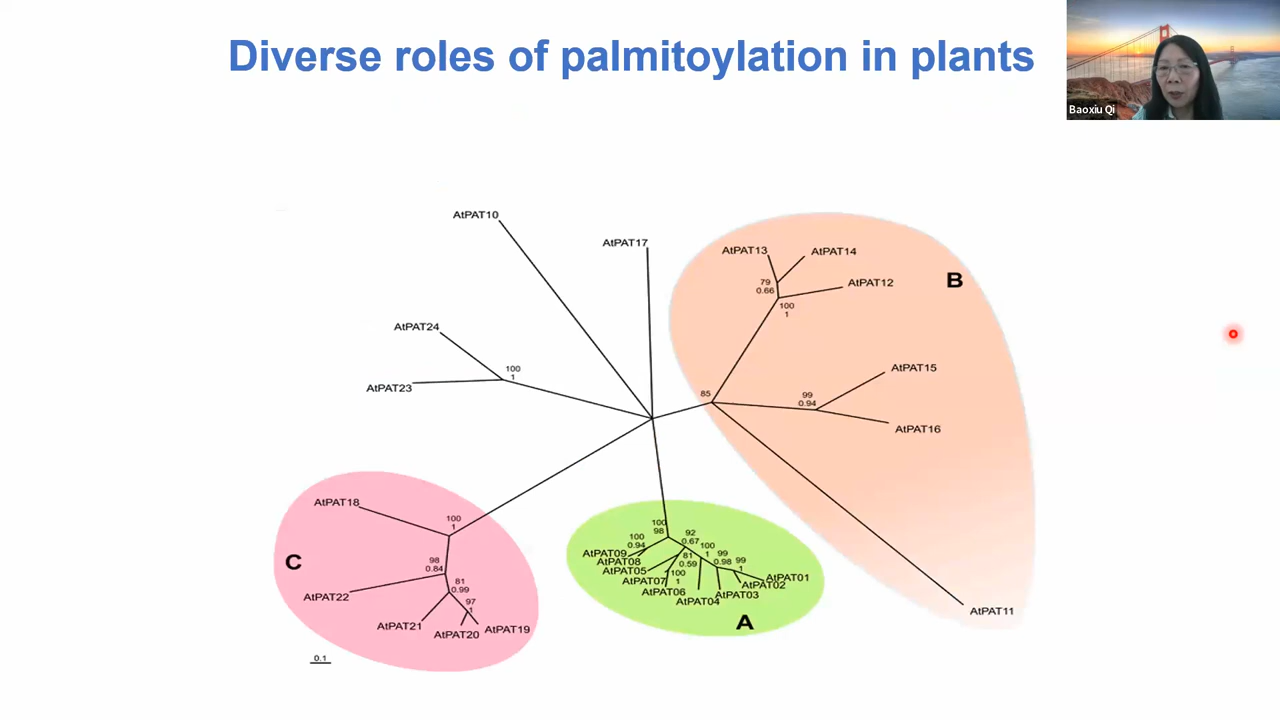 Diverse roles of palmitoylation in plants
Baoxiu Qi
AtPAT10
AtPAT17
AtPAT13
AtPAT14
B
AtPAT12
79
0.66
100
1
AtPAT24
100
1
AtPAT23
AtPAT15
85
99
0.94
AtPAT16
AtPAT18
100
1
C
98
0.84
AtPAT22
81
0.99
97
1
AtPAT21
AtPAT20
AtPAT19
0.1
100
98
92
0.67
100
0.94
100
1
AtPAT09
AtPAT08
81
0.59
99
0.98
99
1
AtPAT05
AtPAT07
100
1
AtPAT01
AtPAT02
AtPAT06
AtPAT03
AtPAT04
A
AtPAT11